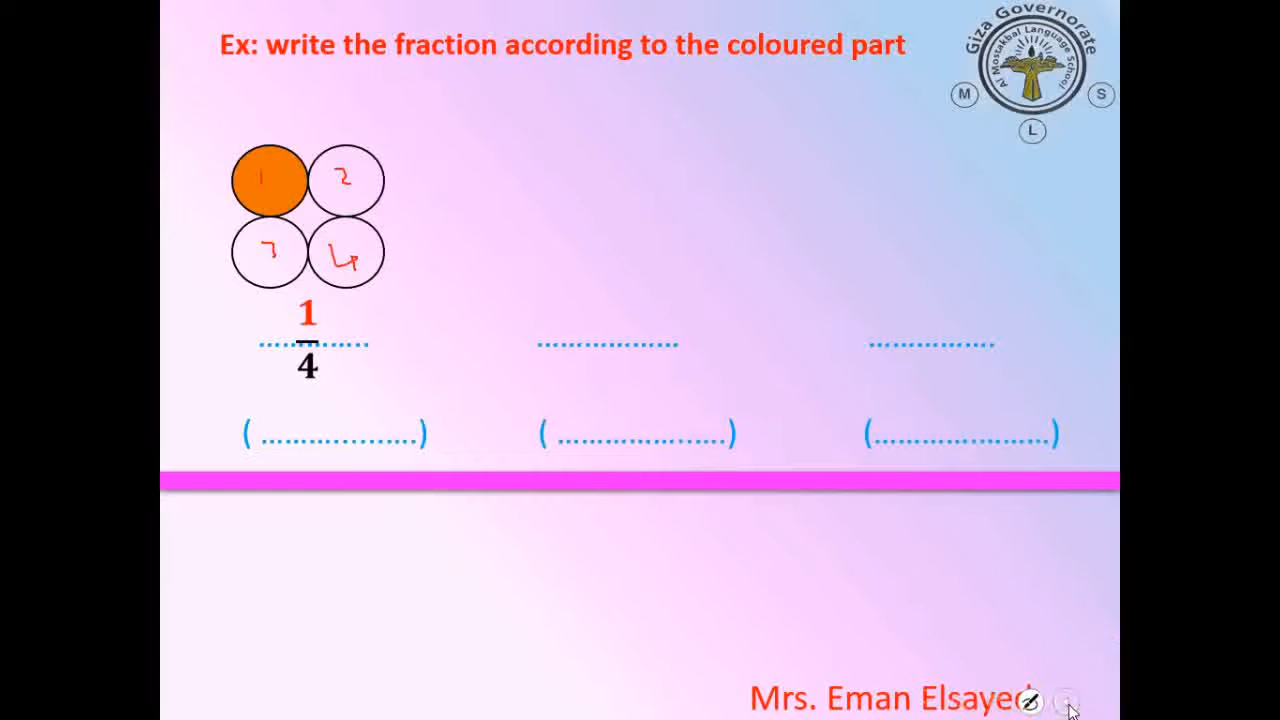 Ex: write the fraction according to the coloured part
Giza Governorate
Al Mostakbal Language School
M
S
L
1 2
3 4
1
4
................ .................. ................
( ......................) ( ........................) (.........................)
Mrs. Eman Elsayed